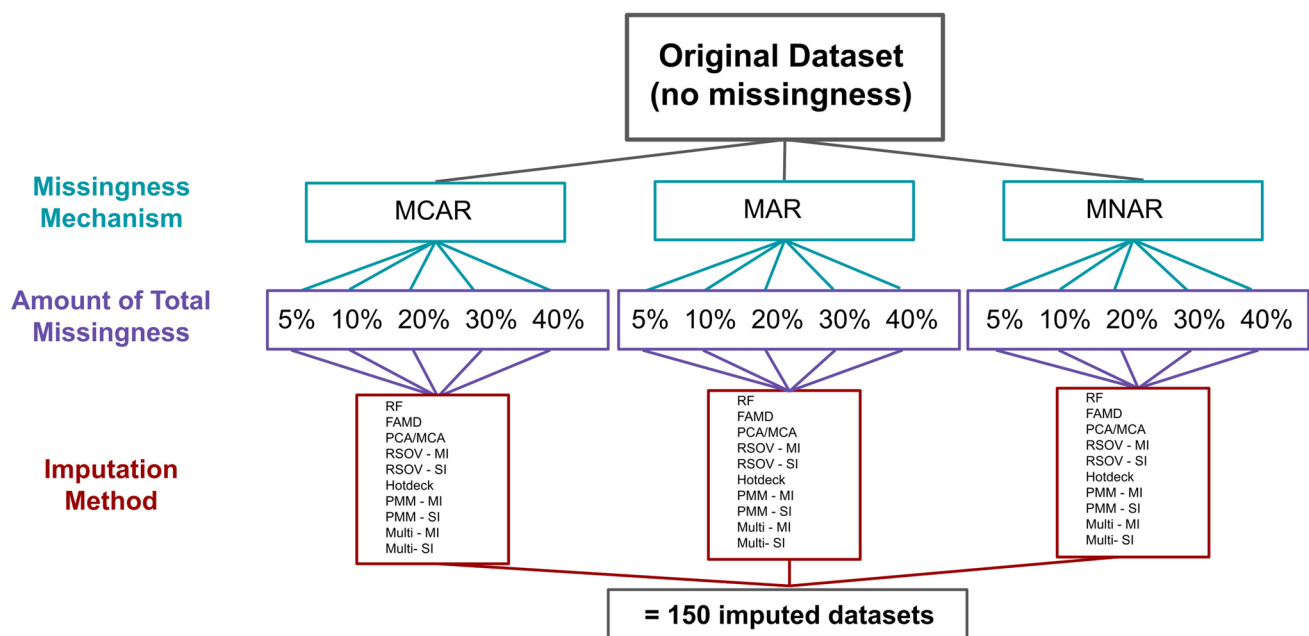 Original Dataset
(no missingness)
Missingness
Mechanism
MCAR
MAR
MNAR
Amount of Total
Missingness
5% 10% 20% 30% 40%
5% 10% 20% 30% 40%
5% 10% 20% 30% 40%
Imputation
Method
RF
FAMD
PCA/MCA
RSOV - MI
RSOV - SI
Hotdeck
PMM - MI
PMM - SI
Multi - MI
Multi- SI
RF
FAMD
PCA/MCA
RSOV - MI
RSOV - SI
Hotdeck
PMM - MI
PMM - SI
Multi - MI
Multi- SI
RF
FAMD
PCA/MCA
RSOV - MI
RSOV - SI
Hotdeck
PMM - MI
PMM - SI
Multi - MI
Multi- SI
= 150 imputed datasets